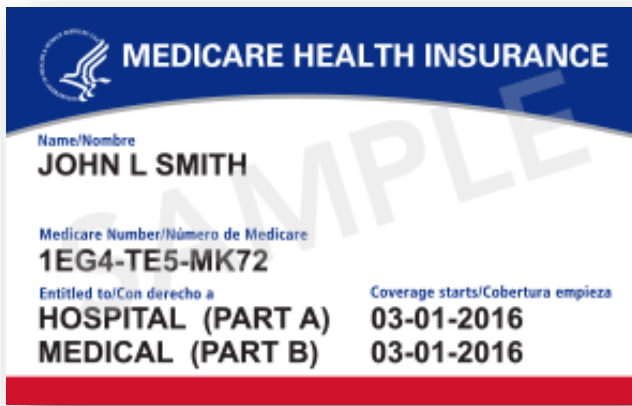 MEDICARE HEALTH INSURANCE
SAMPLE
Name/Nombre
JOHN L SMITH
Medicare Number/Número de Medicare
1EG4-TE5-MK72
Entitled to/Con derecho a Coverage starts/Cobertura empieza
HOSPITAL (PART A) 03-01-2016
MEDICAL (PART B) 03-01-2016